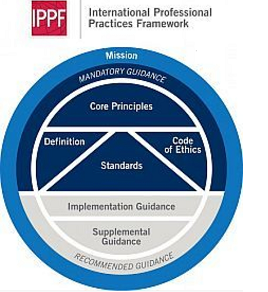 IPPF
International Professional
Practices Framework
Mission
MANDATORY GUIDANCE
Core Principles
Definition
Code
of Ethics
Standards
Implementation Guidance
Supplemental
Guidance
RECOMMENDED GUIDANCE